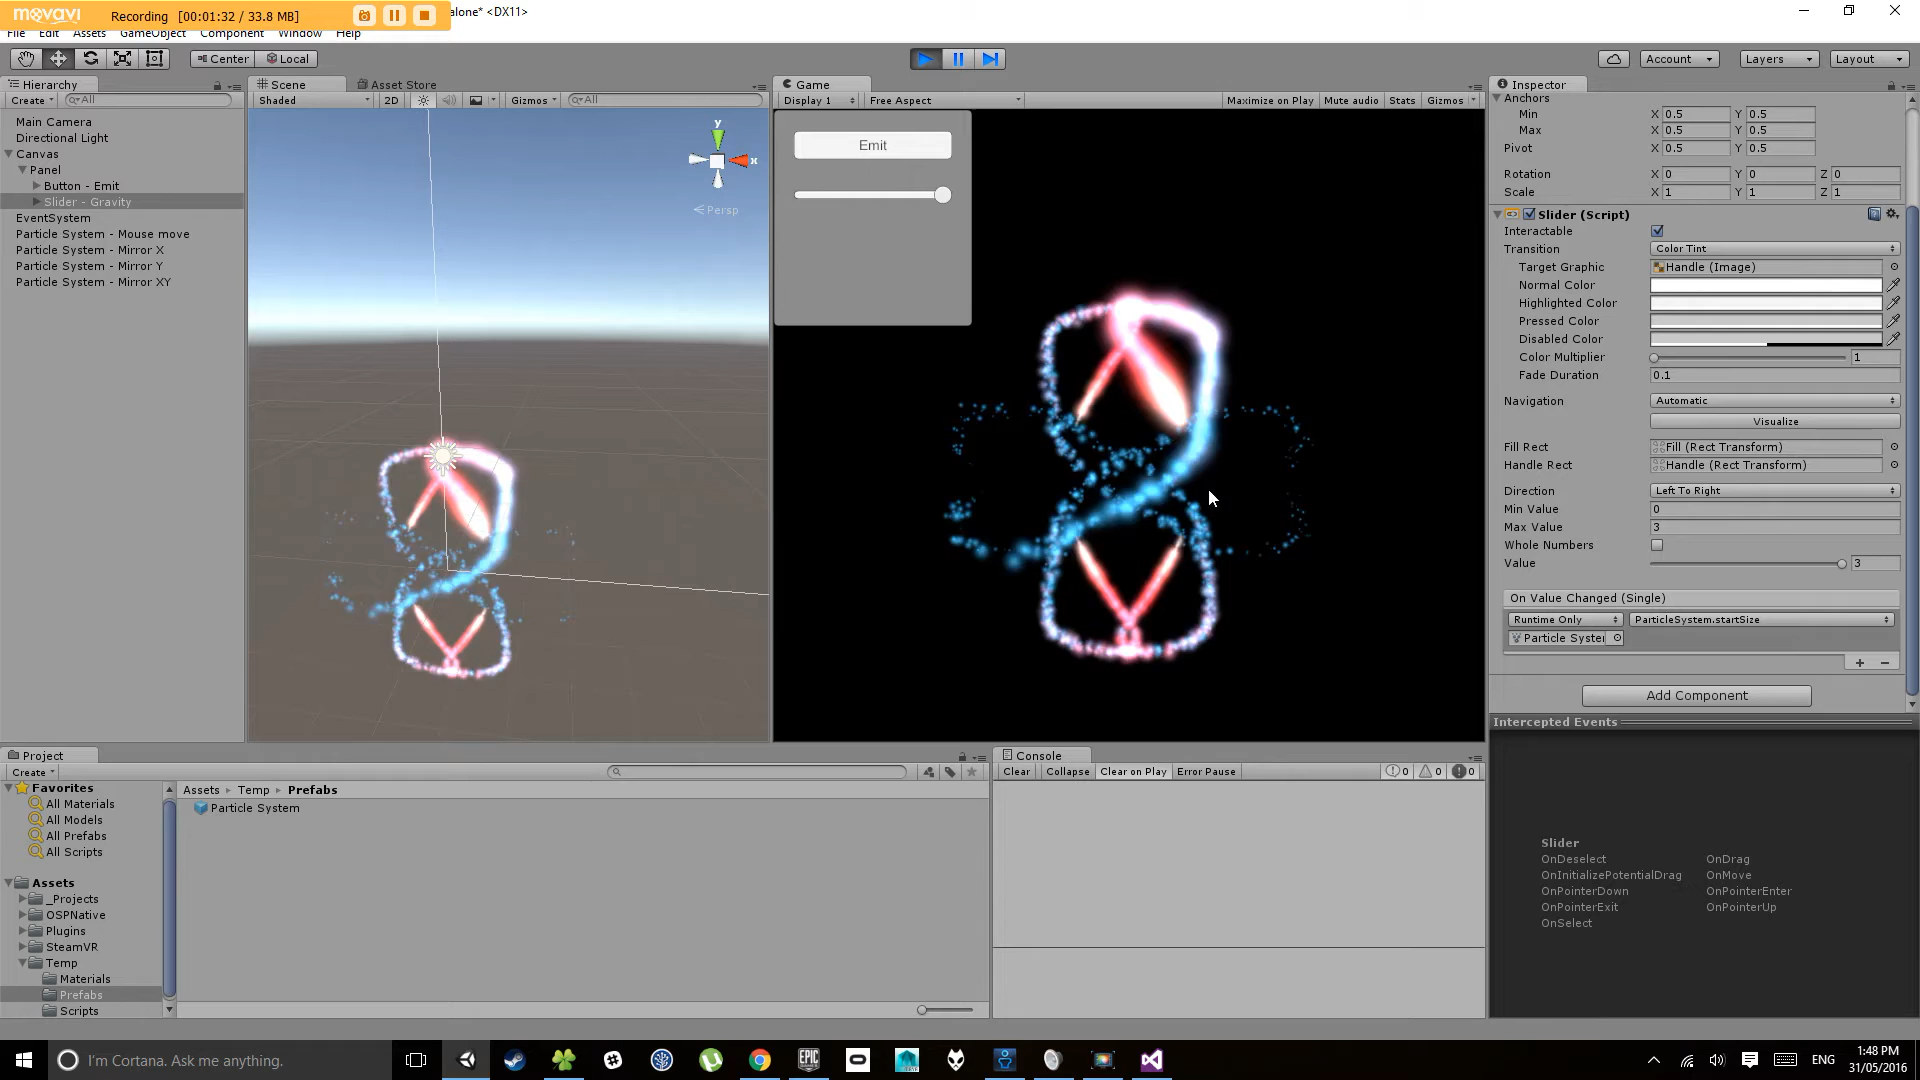 movavi Recording [00:01:32 / 33.8 MB]
alone* <DX11>
File Edit Assets GameObject Component Window Help
Center Local
Account Layers Layout
Hierarchy
Create All
Main Camera
Directional Light
Canvas
Panel
Button - Emit
Slider - Gravity
EventSystem
Particle System - Mouse move
Particle System - Mirror X
Particle System - Mirror Y
Particle System - Mirror XY
Scene Asset Store
Shaded 2D Gizmos All
y
x
Persp
Game
Display 1 Free Aspect Maximize on Play Mute audio Stats Gizmos
Emit
Inspector
Anchors
Min X 0.5 Y 0.5
Max X 0.5 Y 0.5
Pivot X 0.5 Y 0.5
Rotation X 0 Y 0 Z 0
Scale X 1 Y 1 Z 1
Slider (Script)
Interactable
Transition Color Tint
Target Graphic Handle (Image)
Normal Color
Highlighted Color
Pressed Color
Disabled Color
Color Multiplier 1
Fade Duration 0.1
Navigation Automatic
Visualize
Fill Rect Fill (Rect Transform)
Handle Rect Handle (Rect Transform)
Direction Left To Right
Min Value 0
Max Value 3
Whole Numbers
Value 3
On Value Changed (Single)
Runtime Only ParticleSystem.startSize
Particle System
+ −
Add Component
Intercepted Events
Slider
OnDeselect OnDrag
OnInitializePotentialDrag OnMove
OnPointerDown OnPointerEnter
OnPointerExit OnPointerUp
OnSelect
Project
Create
Favorites
All Materials
All Models
All Prefabs
All Scripts
Assets
_Projects
OSPNative
Plugins
SteamVR
Temp
Materials
Prefabs
Scripts
Assets Temp Prefabs
Particle System
Console
Clear Collapse Clear on Play Error Pause 0 0 0
I'm Cortana. Ask me anything.
EPIC GAMES
ENG
1:48 PM
31/05/2016